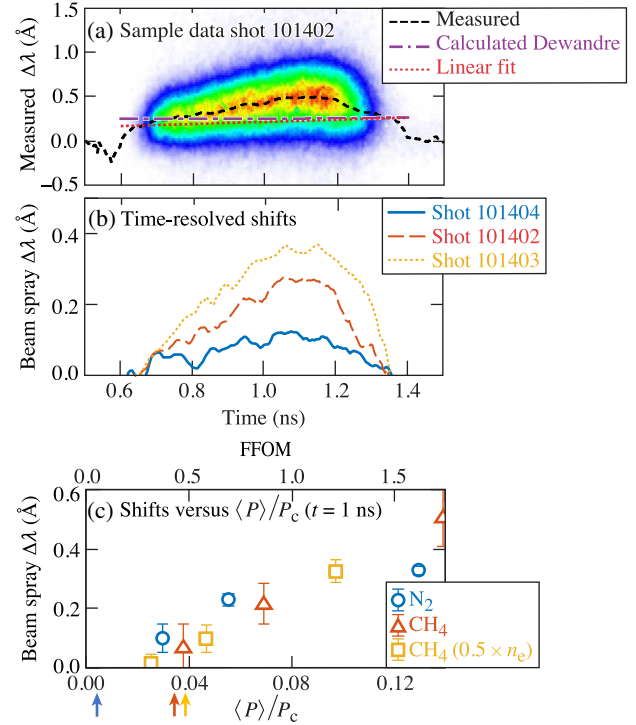 (a) Sample data shot 101402
Measured
Calculated Dewandre
Linear fit
Measured Δλ (Å)
1.5
1.0
0.5
0.0
−0.5
(b) Time-resolved shifts
Shot 101404
Shot 101402
Shot 101403
Beam spray Δλ (Å)
0.4
0.2
0.0
0.6 0.8 1.0 1.2 1.4
Time (ns)
FFOM
0.0 0.4 0.8 1.2 1.6
(c) Shifts versus ⟨P⟩/Pc (t = 1 ns)
Beam spray Δλ (Å)
0.6
0.4
0.2
0.0
N2
CH4
CH4 (0.5 × ne)
0.00 0.04 0.08 0.12
⟨P⟩/Pc